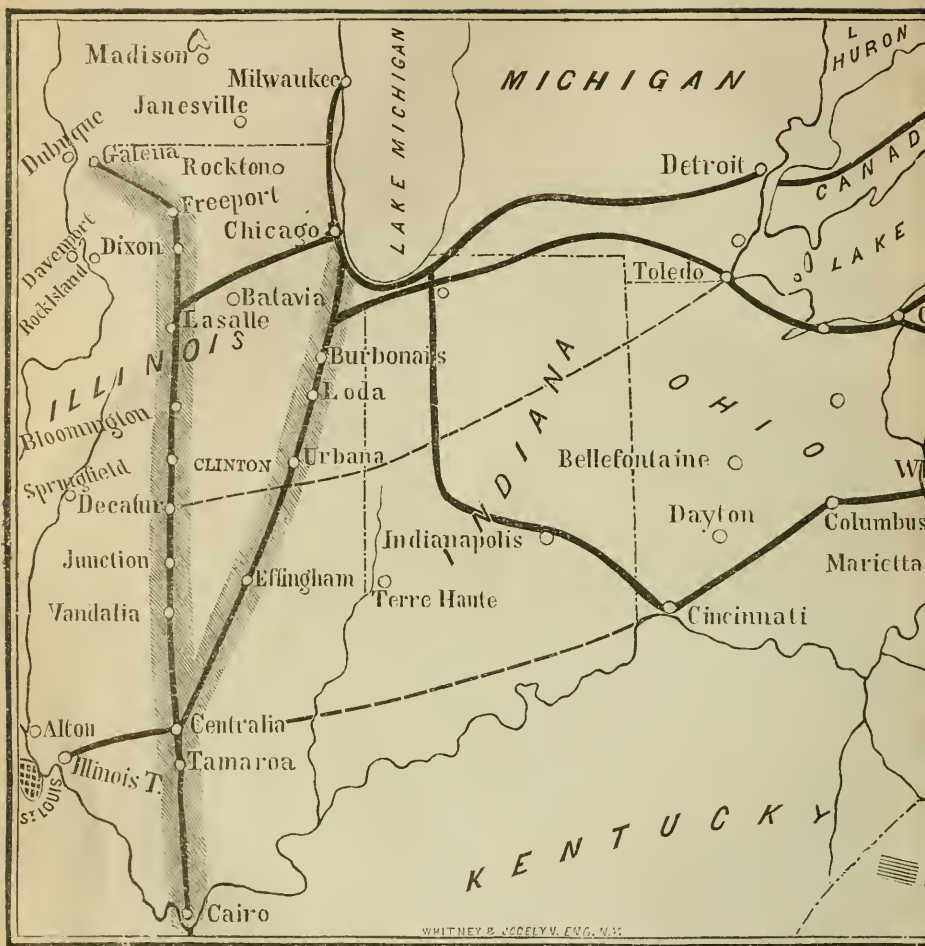 L
HURON
Madison
Milwaukee
MICHIGAN
LAKE MICHIGAN
Janesville
Dubuque
Galena
Rockton
Detroit
CANAD
Freeport
Chicago
LAKE
Davenport
Dixon
Toledo
Rock Island
Batavia
Lasalle
ILLINOIS
Burbonais
Loda
INDIANA
OHIO
Bloomington
Springfield
CLINTON
Urbana
Bellefontaine
Decatur
Dayton
Columbus
Indianapolis
Junction
Marietta
Effingham
Terre Haute
Vandalia
Cincinnati
Alton
Centralia
Illinois T.
Tamaroa
ST LOUIS
KENTUCKY
Cairo
WHITNEY & JOCELYN. ENG. N.Y.